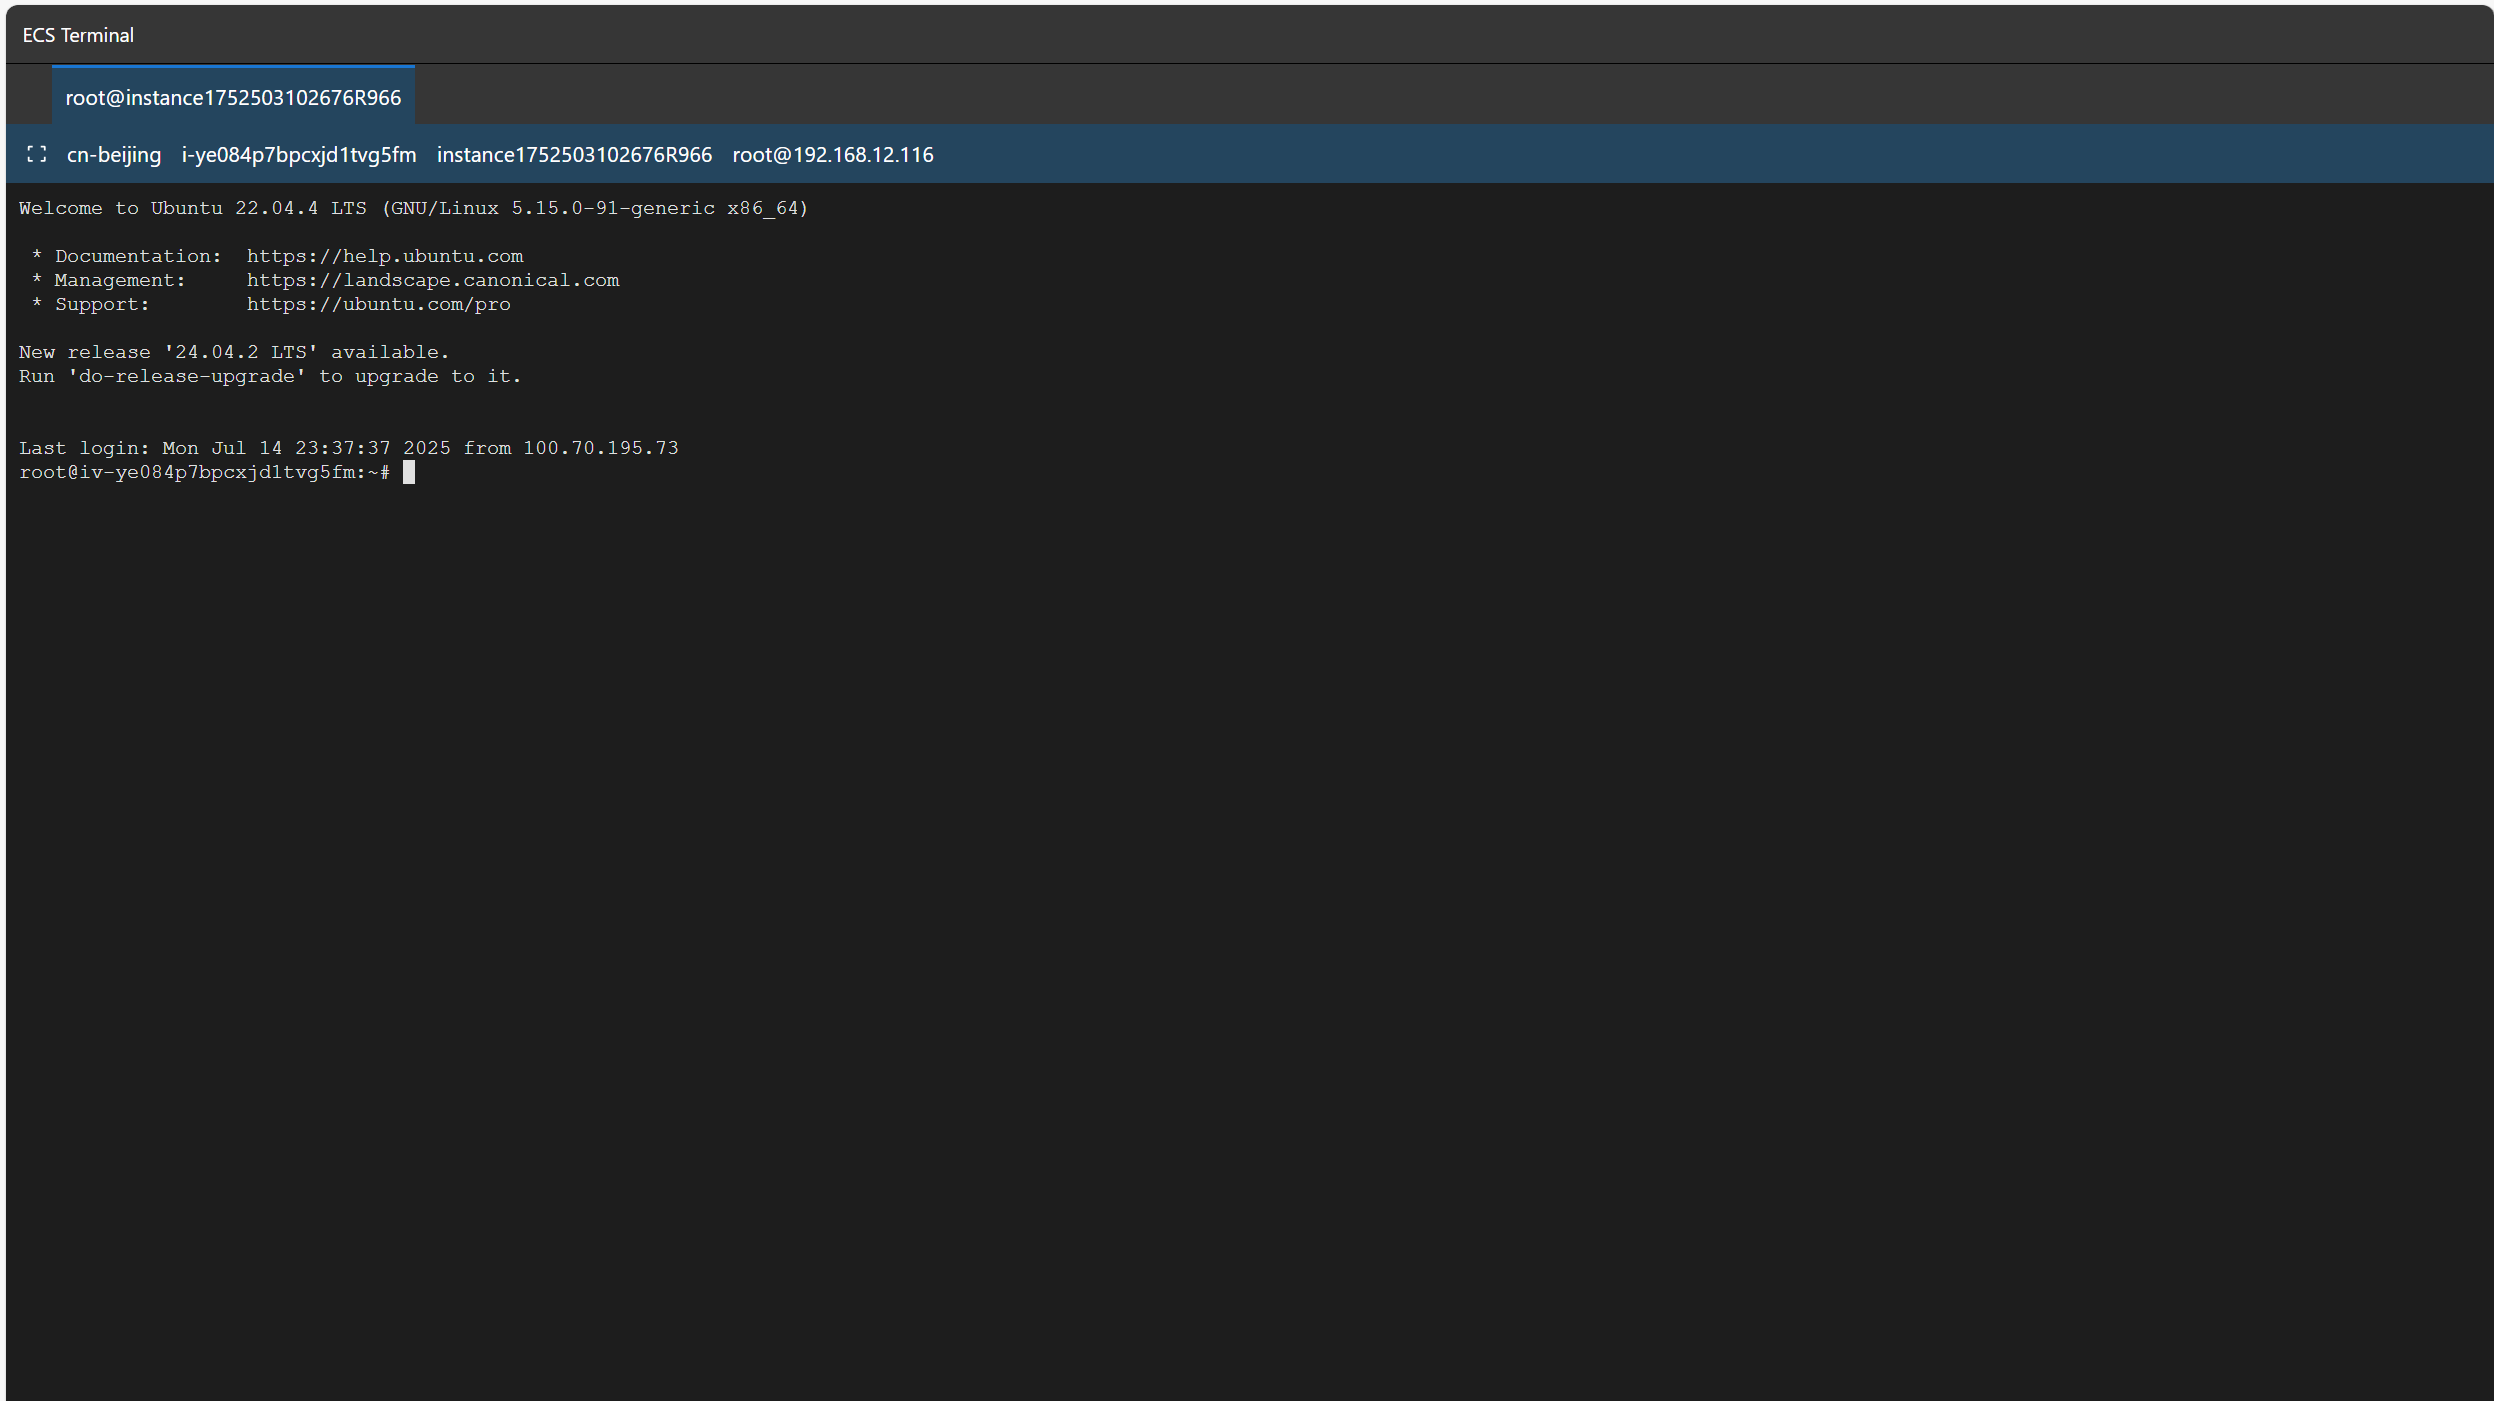 ECS Terminal
root@instance1752503102676R966
cn-beijing i-ye084p7bpcxjd1tvg5fm instance1752503102676R966 root@192.168.12.116
Welcome to Ubuntu 22.04.4 LTS (GNU/Linux 5.15.0-91-generic x86_64)
* Documentation: https://help.ubuntu.com
* Management: https://landscape.canonical.com
* Support: https://ubuntu.com/pro
New release '24.04.2 LTS' available.
Run 'do-release-upgrade' to upgrade to it.
Last login: Mon Jul 14 23:37:37 2025 from 100.70.195.73
root@iv-ye084p7bpcxjd1tvg5fm:~#